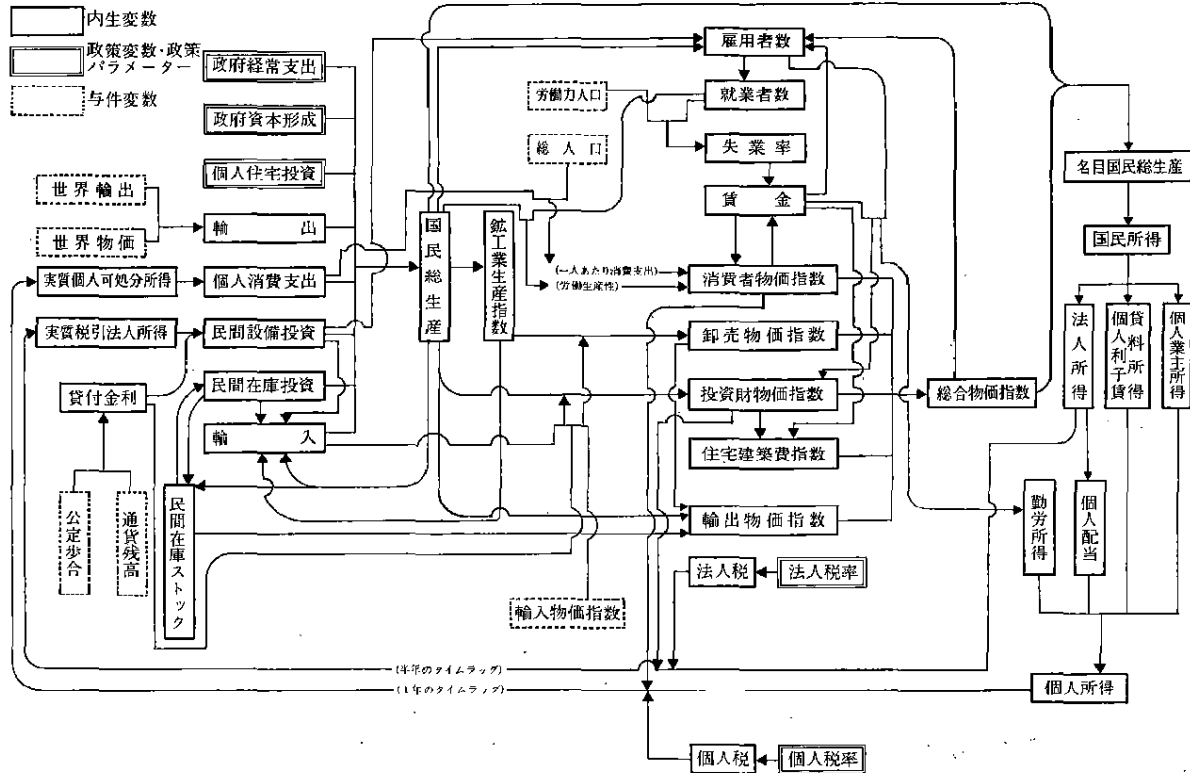 内生変数
政策変数・政策
パラメーター
与件変数
政府経常支出
政府資本形成
個人住宅投資
世界輸出
世界物価
輸出
実質個人可処分所得
個人消費支出
実質税引法人所得
民間設備投資
貸付金利
民間在庫投資
輸入
公定歩合
通貨残高
民間在庫ストック
国民総生産
鉱工業生産指数
労働力人口
総人口
雇用者数
就業者数
失業率
賃金
(一人あたり消費支出)
(労働生産性)
消費者物価指数
卸売物価指数
投資財物価指数
住宅建築費指数
輸出物価指数
総合物価指数
輸入物価指数
法人税
法人税率
名目国民総生産
国民所得
法人所得
個人利子賃
貸料所得
個人業主所得
勤労所得
個人配当
個人所得
(半年のタイムラッグ)
(1年のタイムラッグ)
個人税
個人税率